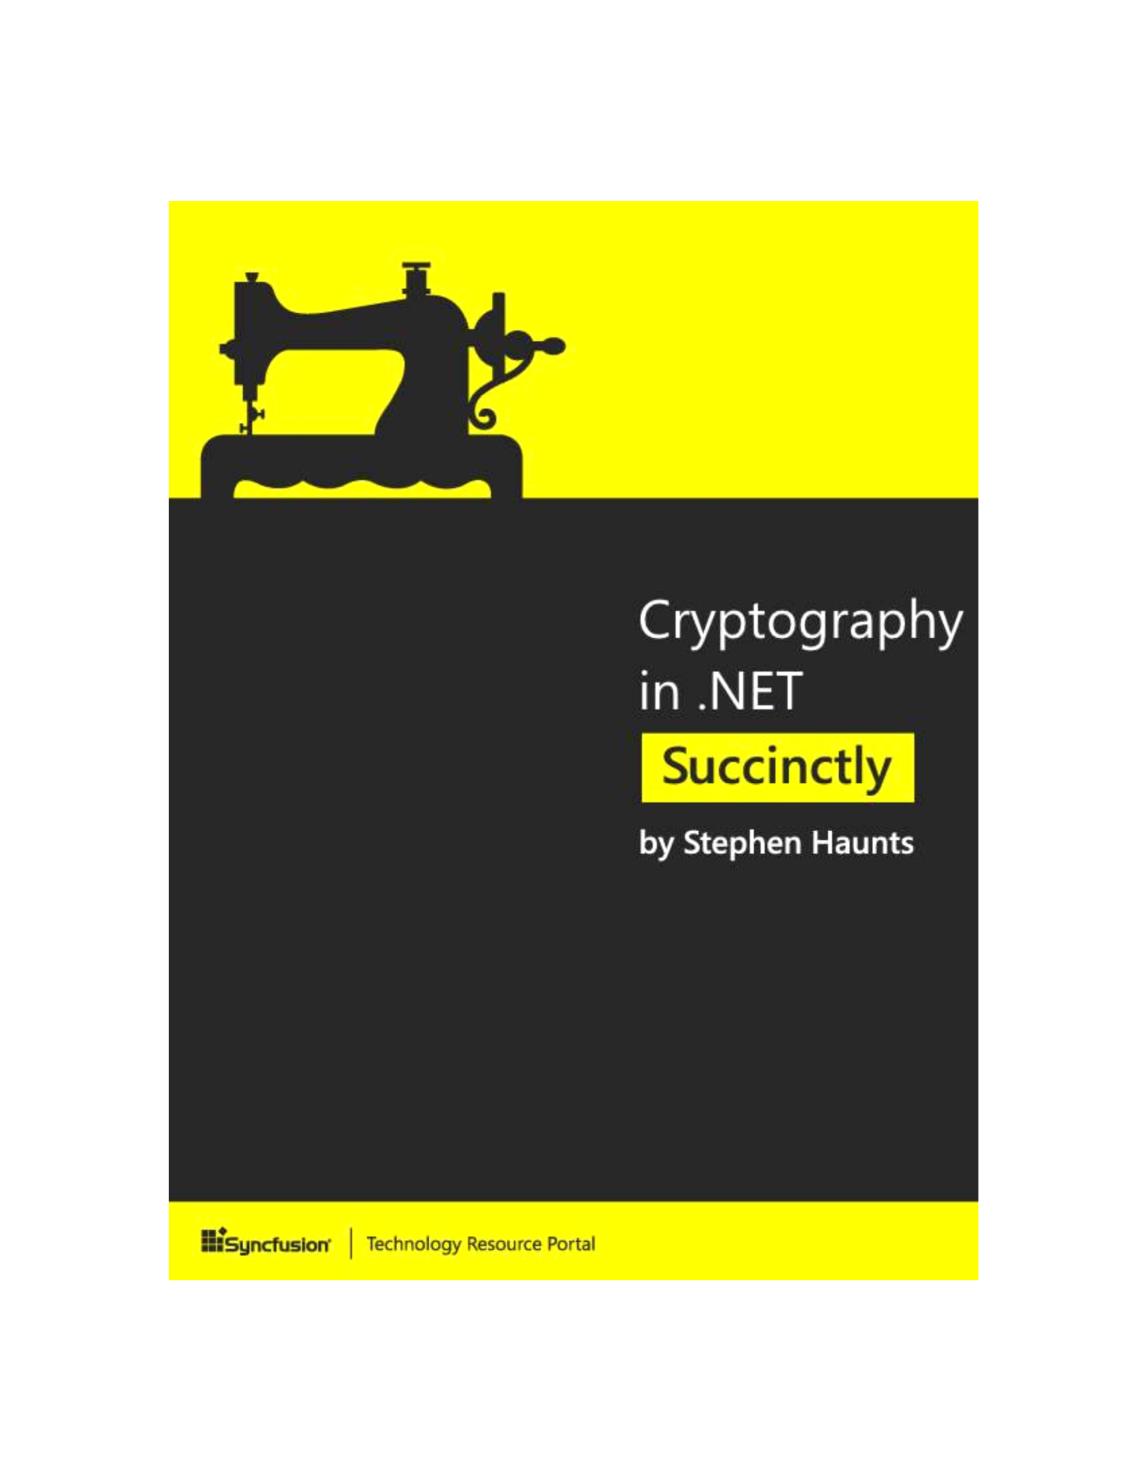 Cryptography
in .NET
Succinctly
by Stephen Haunts
Syncfusion® | Technology Resource Portal